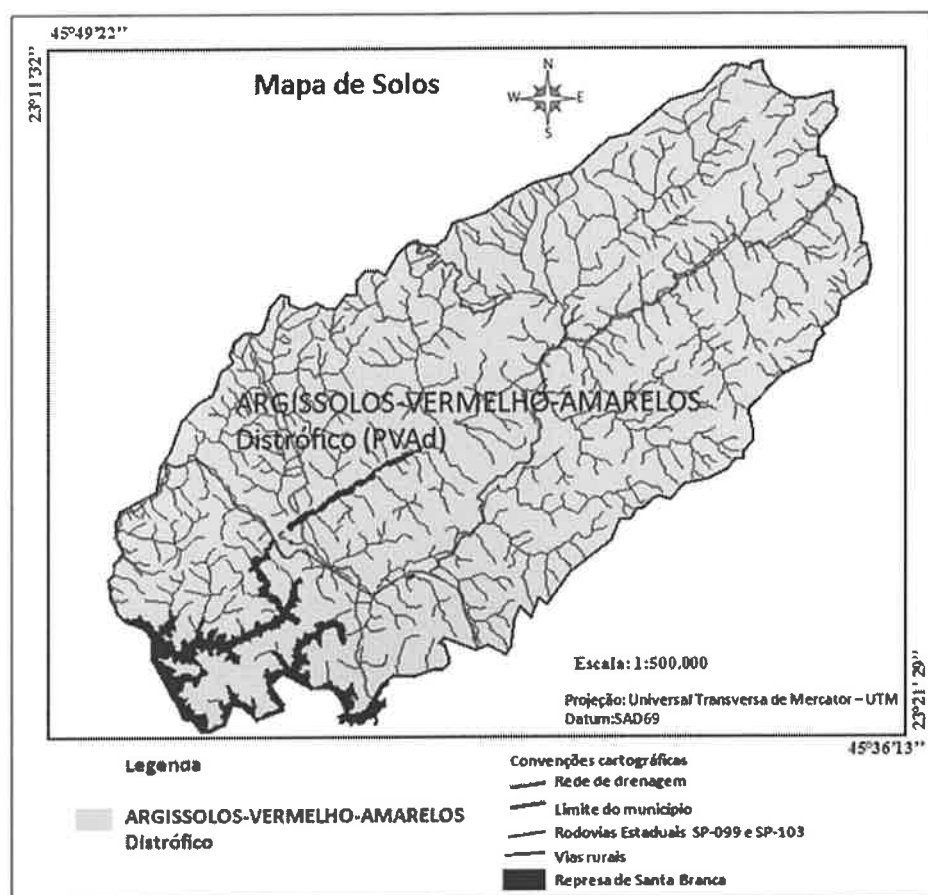 45°49'22''
23°11'32''
Mapa de Solos
N
W E
S
ARGISSOLOS-VERMELHO-AMARELOS
Distrófico (PVAd)
Escala: 1:500.000
Projeção: Universal Transversa de Mercator – UTM
Datum:SAD69
23°21'29''
45°36'13''
Legenda
ARGISSOLOS-VERMELHO-AMARELOS
Distrófico
Convenções cartográficas
Rede de drenagem
Limite do município
Rodovias Estaduais SP-099 e SP-103
Vias rurais
Represa de Santa Branca